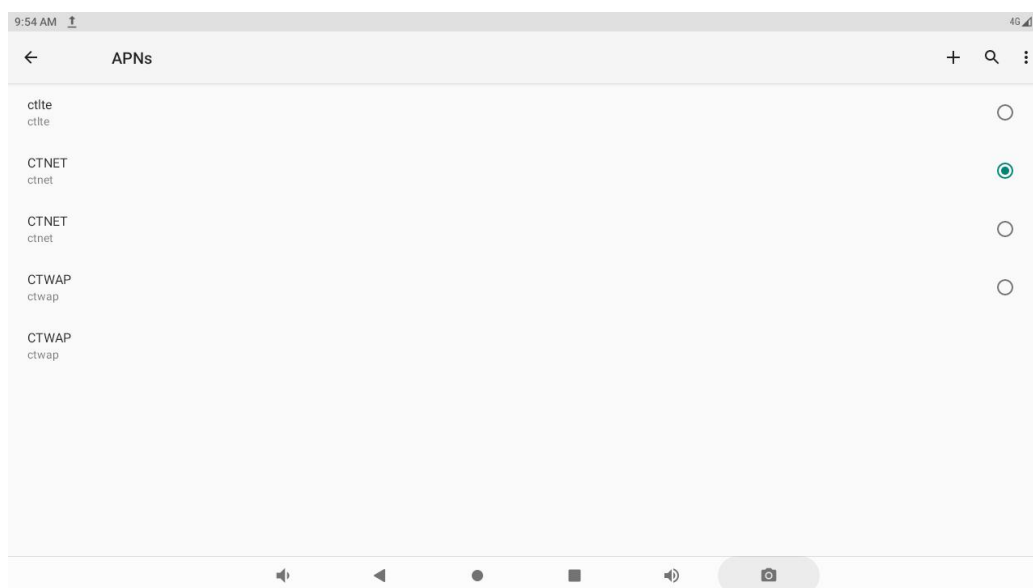 9:54 AM
4G
APNs
ctlte
ctlte
CTNET
ctnet
CTNET
ctnet
CTWAP
ctwap
CTWAP
ctwap